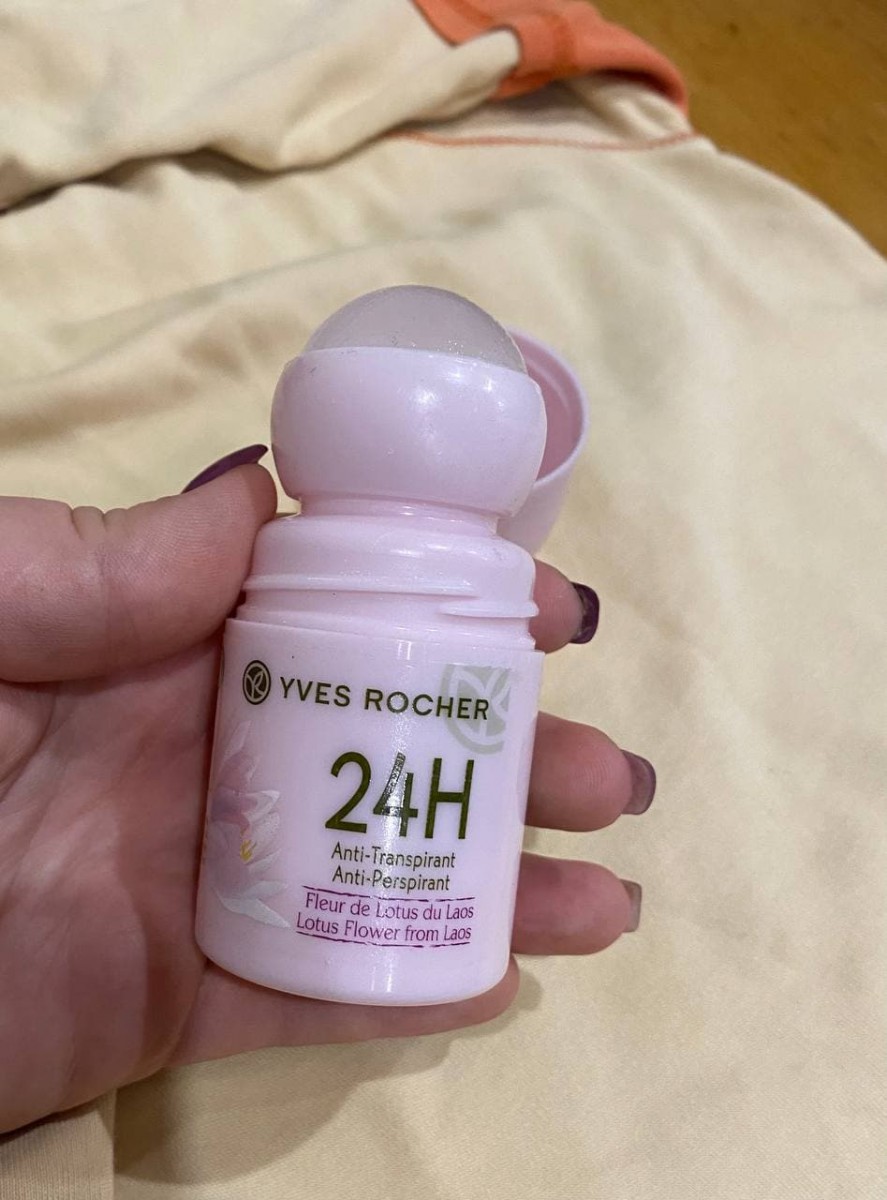 YVES ROCHER
24H
Anti-Transpirant
Anti-Perspirant
Fleur de Lotus du Laos
Lotus Flower from Laos